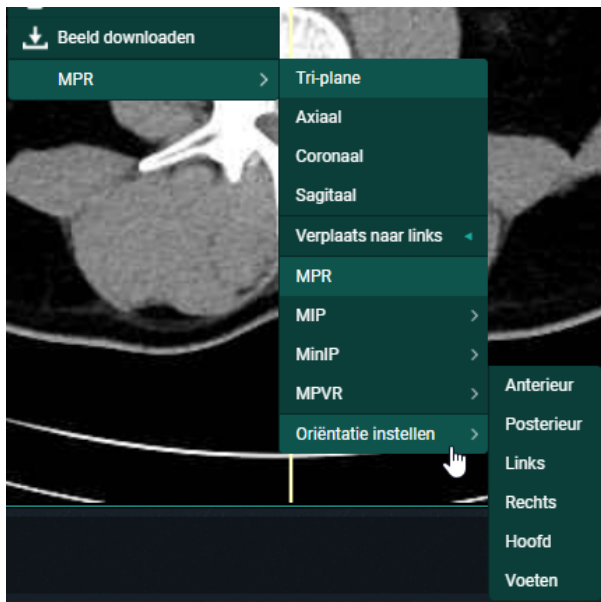 Beeld downloaden
MPR
Tri-plane
Axiaal
Coronaal
Sagitaal
Verplaats naar links
MPR
MIP
MinIP
MPVR
Oriëntatie instellen
Anterieur
Posterieur
Links
Rechts
Hoofd
Voeten